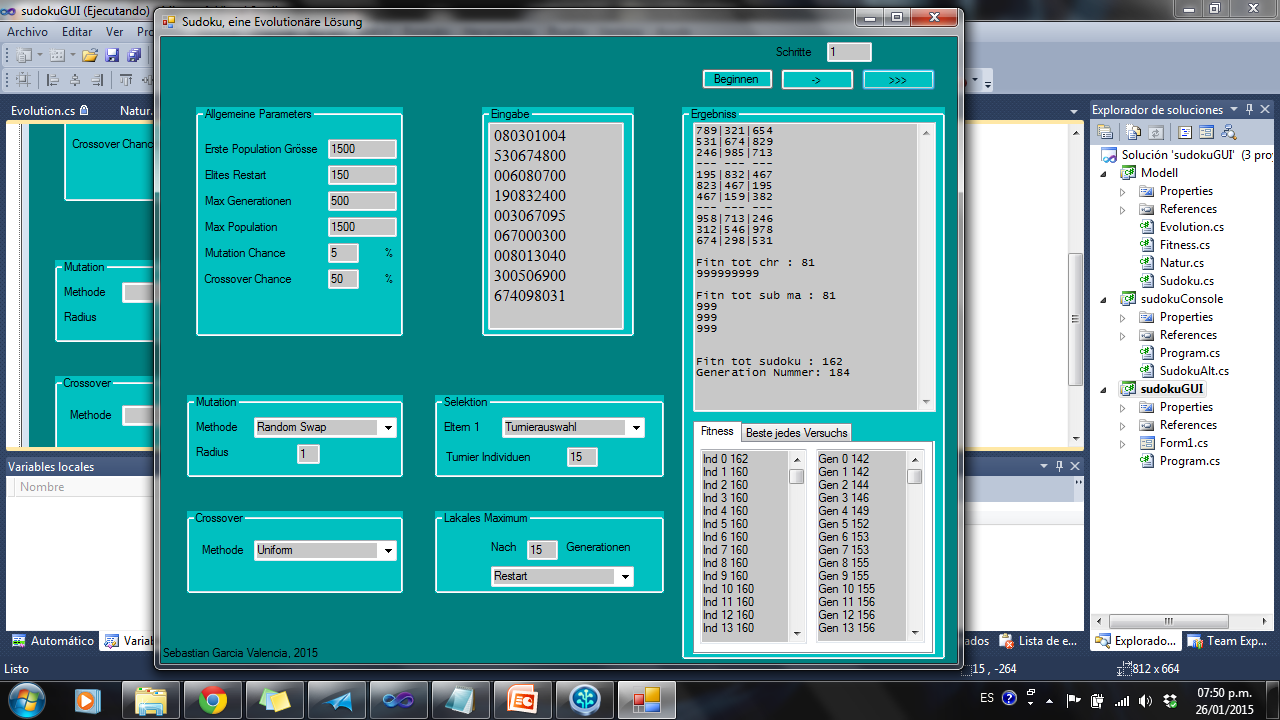 sudokuGUI (Ejecutando)
Sudoku, eine Evolutionäre Lösung
Archivo Editar Ver
Evolution.cs
Natur.
Crossover Chanc
Mutation
Methode
Radius
Crossover
Methode
Variables locales
Nombre
Automático
Variab
Listo
Schritte 1
Beginnen -> >>>
Allgemeine Parameters
Erste Population Grösse 1500
Elites Restart 150
Max Generationen 500
Max Population 1500
Mutation Chance 5 %
Crossover Chance 50 %
Eingabe
080301004
530674800
006080700
190832400
003067095
067000300
008013040
300506900
674098031
Mutation
Methode Random Swap
Radius 1
Selektion
Eltern 1 Turnierauswahl
Turnier Individuen 15
Crossover
Methode Uniform
Lakales Maximum
Nach 15 Generationen
Restart
Sebastian Garcia Valencia, 2015
Ergebniss
789|321|654
531|674|829
246|985|713
--- --- ---
195|832|467
823|467|195
467|159|382
--- --- ---
958|713|246
312|546|978
674|298|531
Fitn tot chr : 81
999999999
Fitn tot sub ma : 81
999
999
999
Fitn tot sudoku : 162
Generation Nummer: 184
Fitness Beste jedes Versuchs
Ind 0 162 Gen 0 142
Ind 1 160 Gen 1 142
Ind 2 160 Gen 2 144
Ind 3 160 Gen 3 146
Ind 4 160 Gen 4 149
Ind 5 160 Gen 5 152
Ind 6 160 Gen 6 153
Ind 7 160 Gen 7 153
Ind 8 160 Gen 8 155
Ind 9 160 Gen 9 155
Ind 10 160 Gen 10 155
Ind 11 160 Gen 11 156
Ind 12 160 Gen 12 156
Ind 13 160 Gen 13 156
Explorador de soluciones
Solución 'sudokuGUI' (3 proy
Modell
Properties
References
Evolution.cs
Fitness.cs
Natur.cs
Sudoku.cs
sudokuConsole
Properties
References
Program.cs
SudokuAlt.cs
sudokuGUI
Properties
References
Form1.cs
Program.cs
ados Lista de e...
Explorado...
Team Exp...
15 , -264
812 x 664
ES
07:50 p.m.
26/01/2015